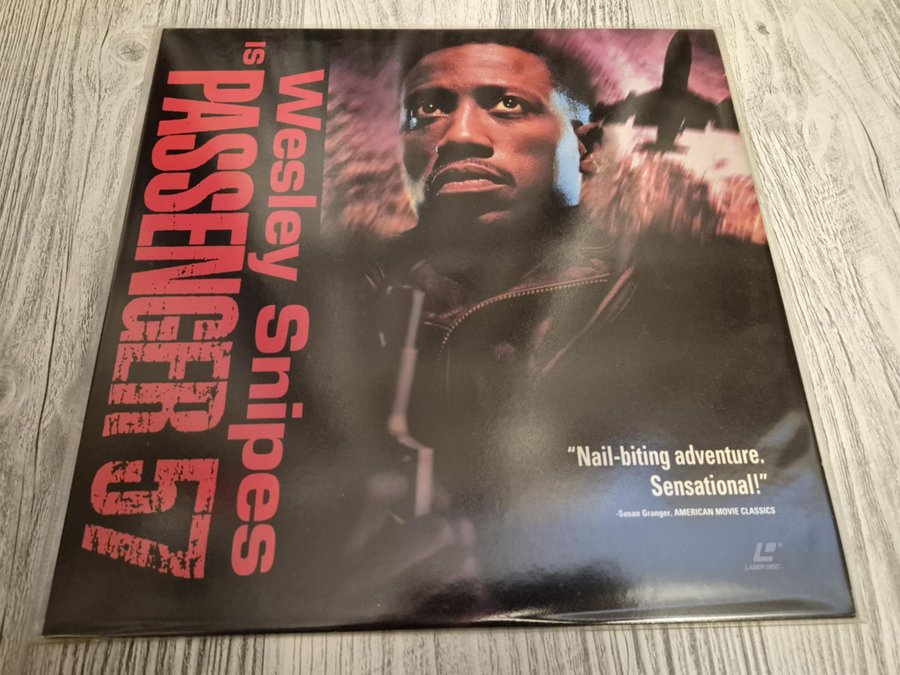 Wesley Snipes
IS PASSENGER 57
“Nail-biting adventure.
Sensational!”
-Susan Granger, AMERICAN MOVIE CLASSICS
LASER DISC